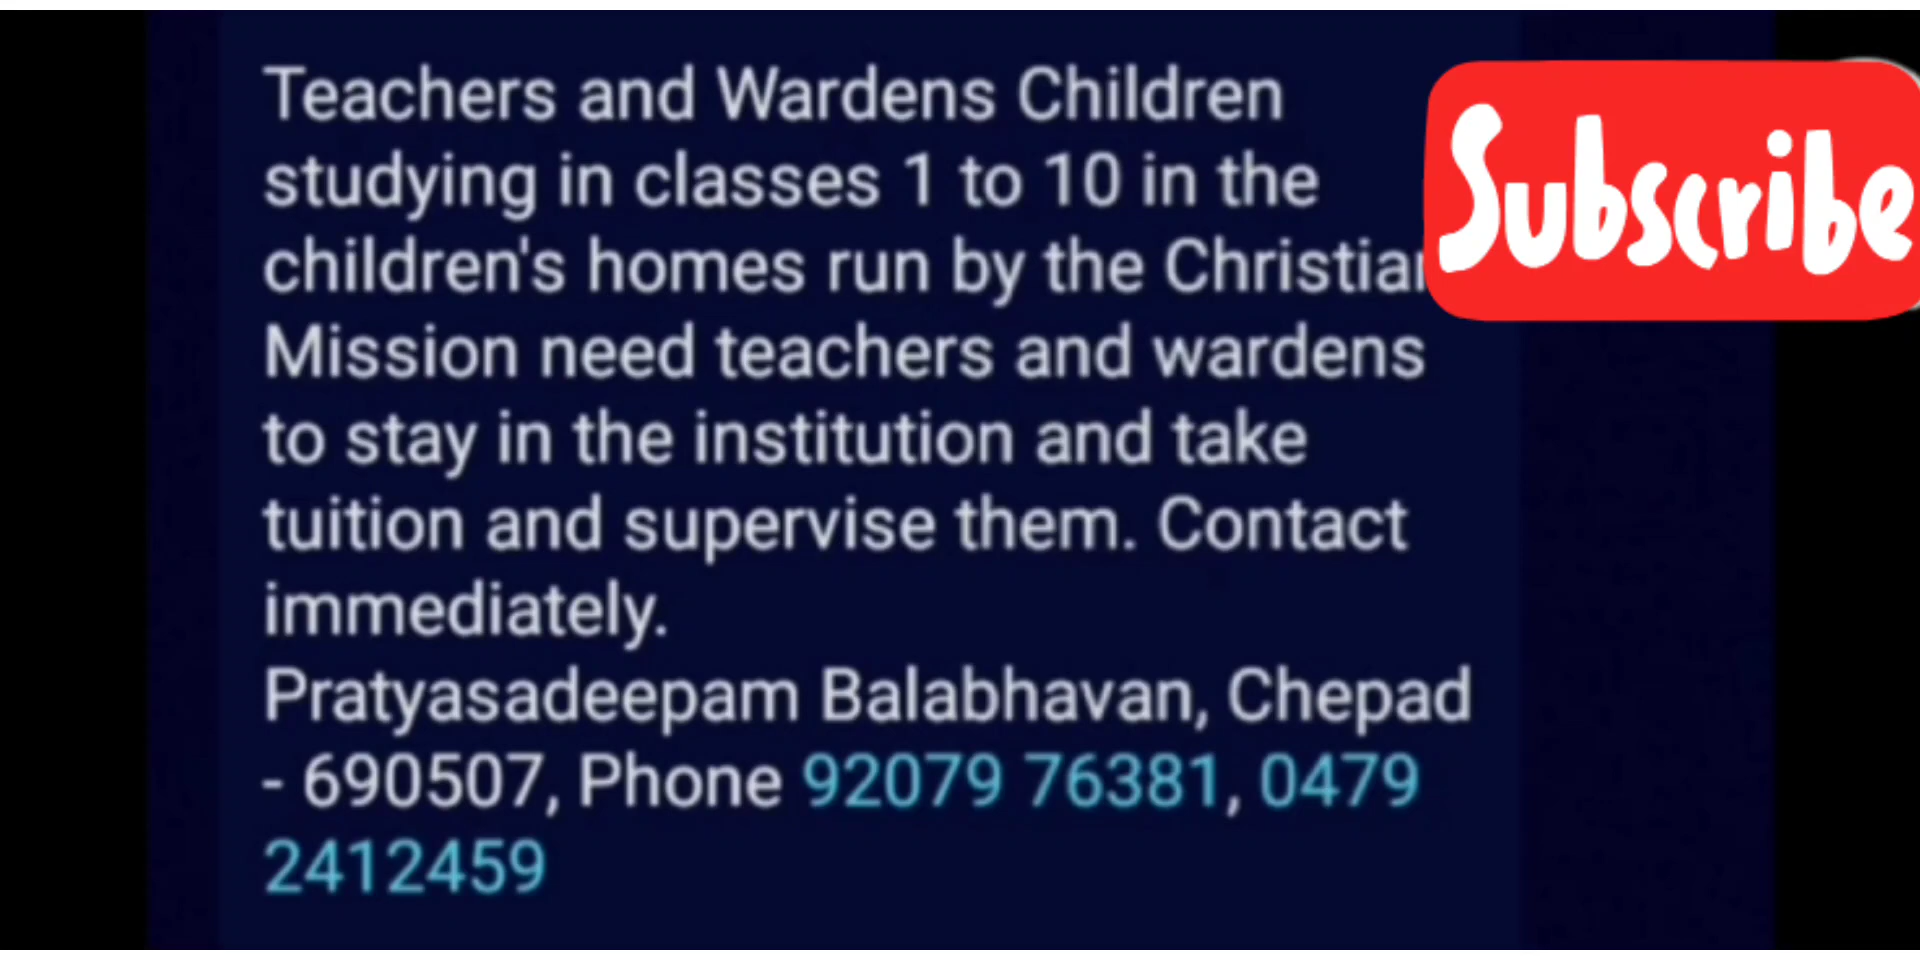 Teachers and Wardens Children
studying in classes 1 to 10 in the
children's homes run by the Christian
Mission need teachers and wardens
to stay in the institution and take
tuition and supervise them. Contact
immediately.
Pratyasadeepam Balabhavan, Chepad
- 690507, Phone 92079 76381, 0479
2412459
Subscribe